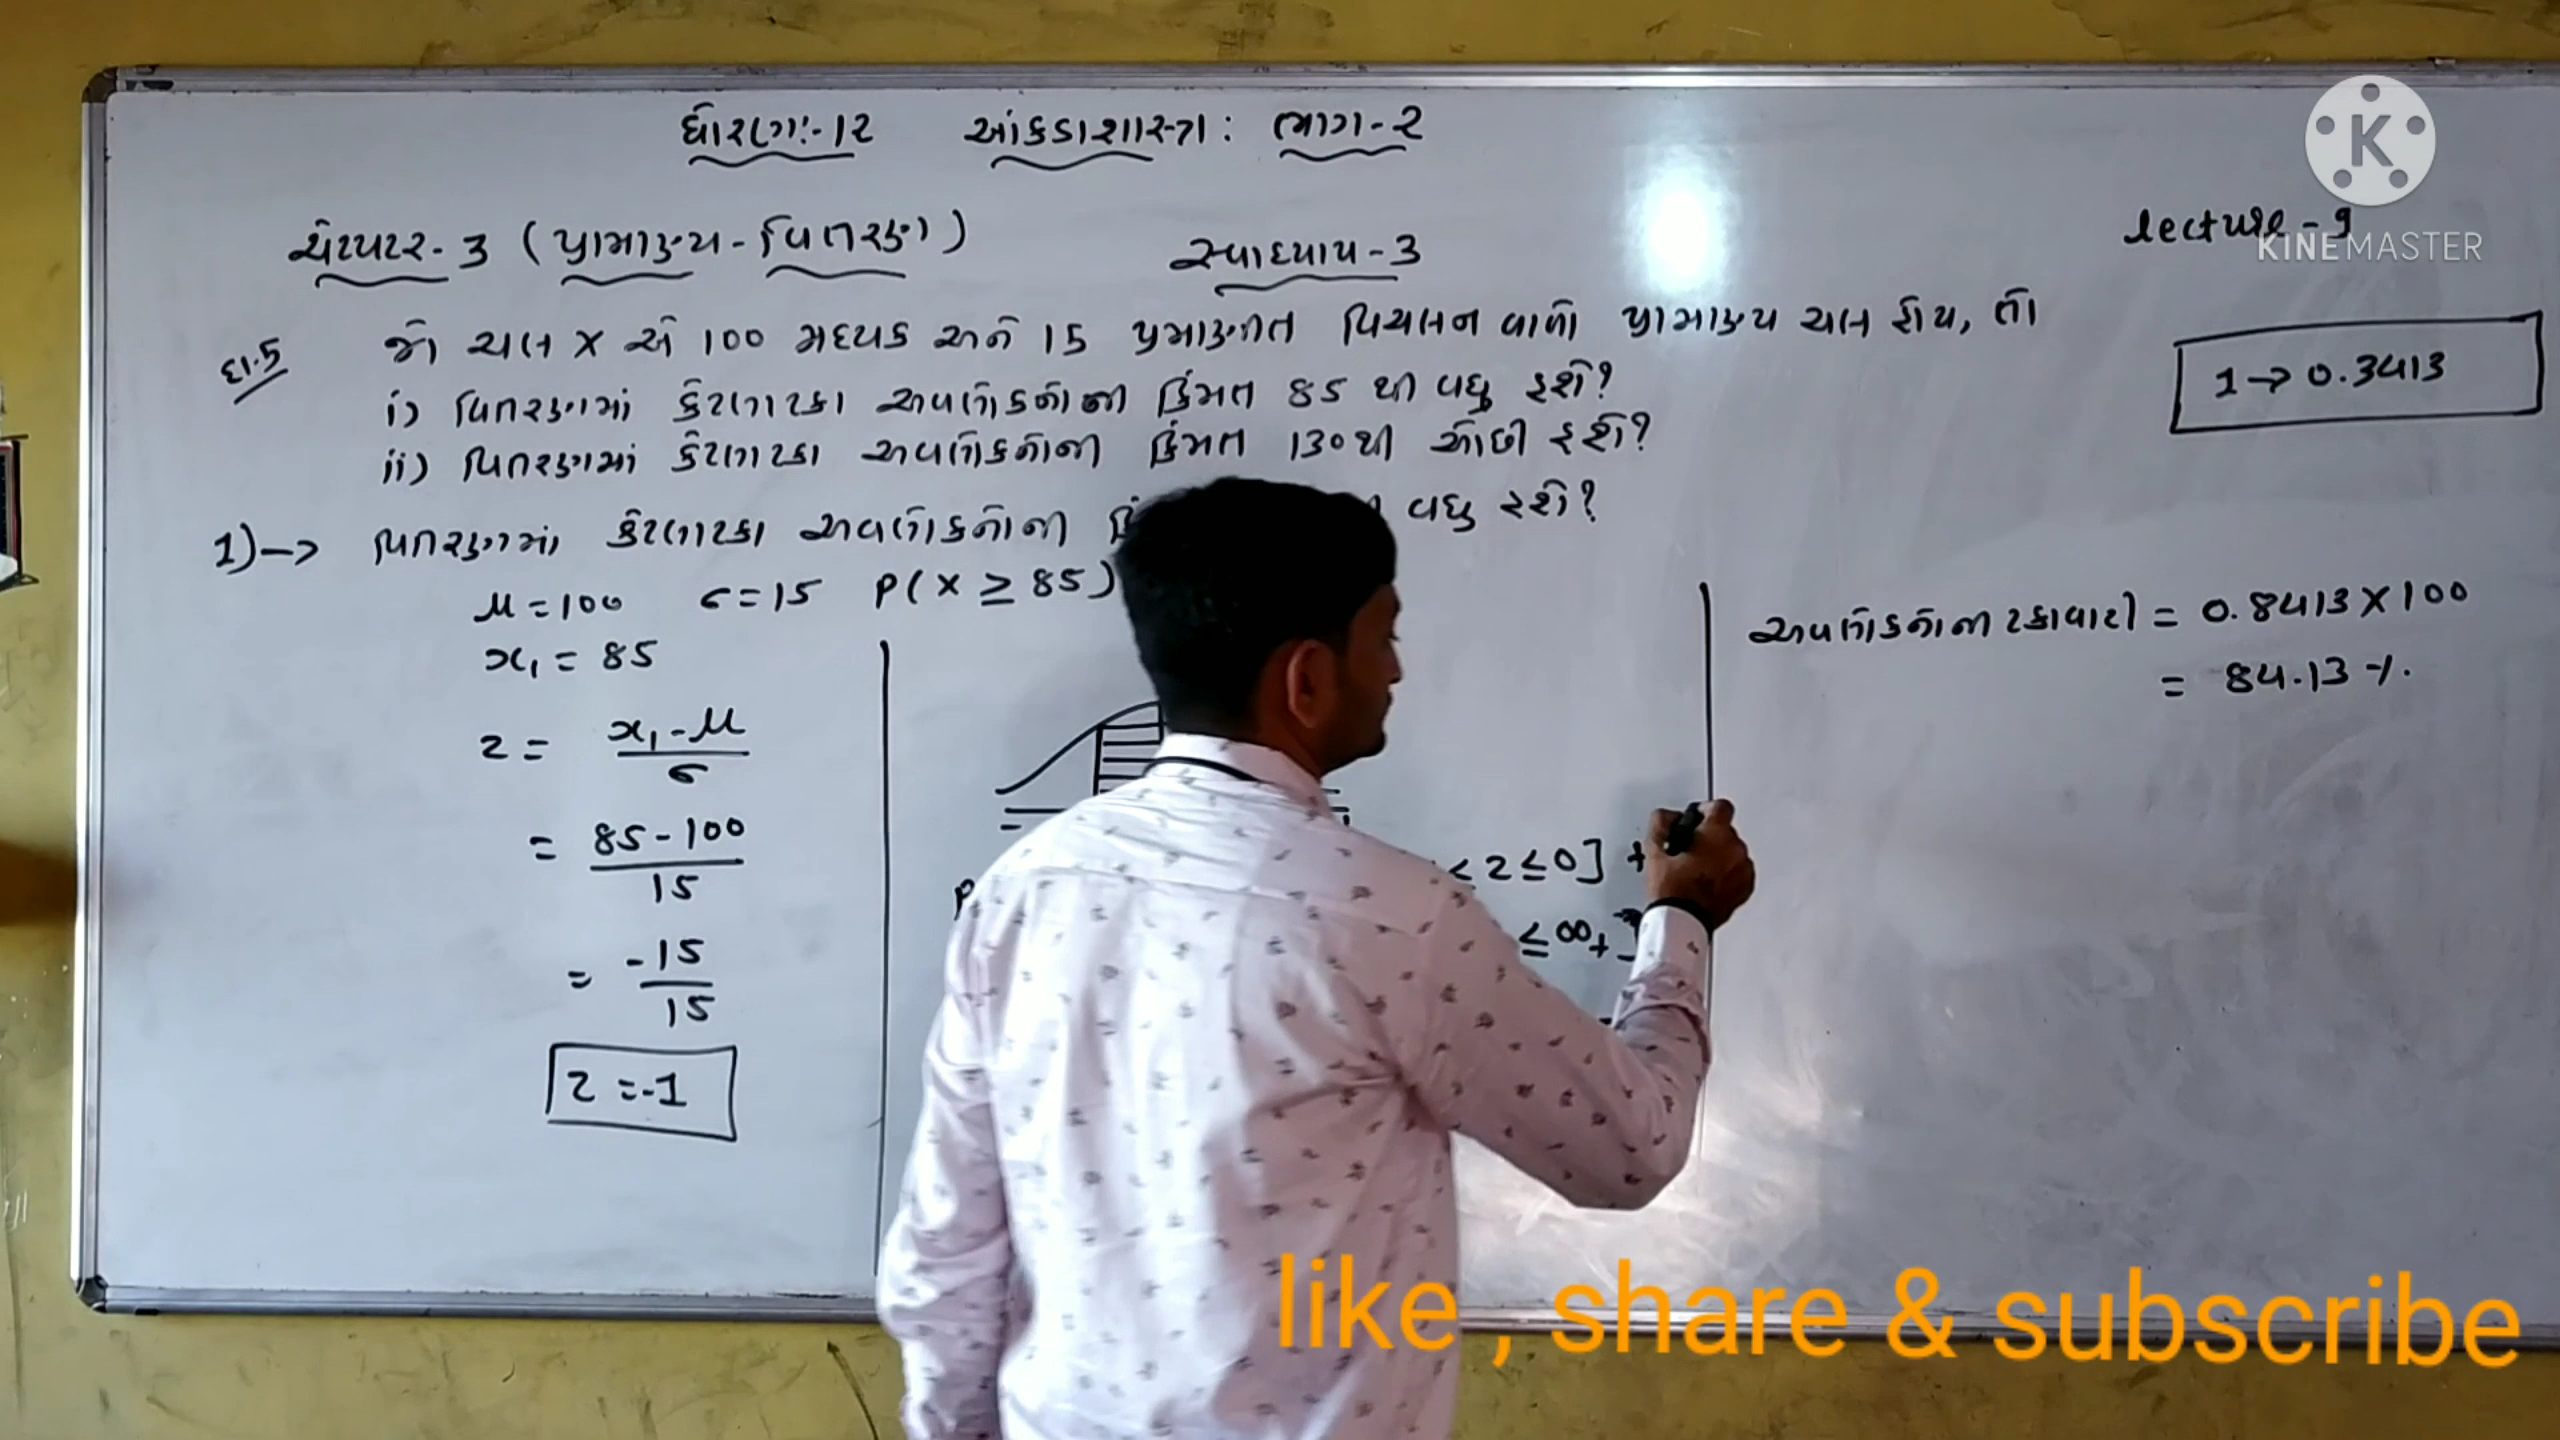 ધોરણઃ-12 આંકડાશાસ્ત્ર : ભાગ-2
K
KINEMASTER
lecture - 9
ચેપ્ટર-3 (પ્રામાણ્ય-વિતરણ) સ્વાધ્યાય-3
દા.5 જો ચલ X એ 100 મધ્યક અને 15 પ્રમાણિત વિચલન વાળો પ્રામાણ્ય ચલ હોય, તો
i) વિતરણમાં કેટલા ટકા અવલોકનોની કિંમત 85 થી વધુ હશે?
ii) વિતરણમાં કેટલા ટકા અવલોકનોની કિંમત 130થી ઓછી હશે?
1 → 0.3413
1)→ વિતરણમાં કેટલા ટકા અવલોકનોની વધુ હશે?
μ = 100 σ = 15 P( X ≥ 85)
x₁ = 85
z = x₁ - μ / σ
= 85 - 100 / 15
= -15 / 15
z = -1
< z ≤ 0] +
≤ ∞+]
અવલોકનોના ટકાવારી = 0.8413 X 100
= 84.13 %.
like , share & subscribe